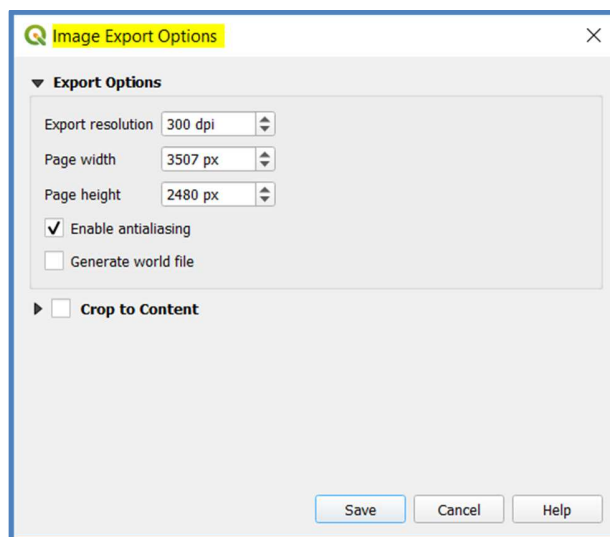 Image Export Options
Export Options
Export resolution 300 dpi
Page width 3507 px
Page height 2480 px
Enable antialiasing
Generate world file
Crop to Content
Save Cancel Help